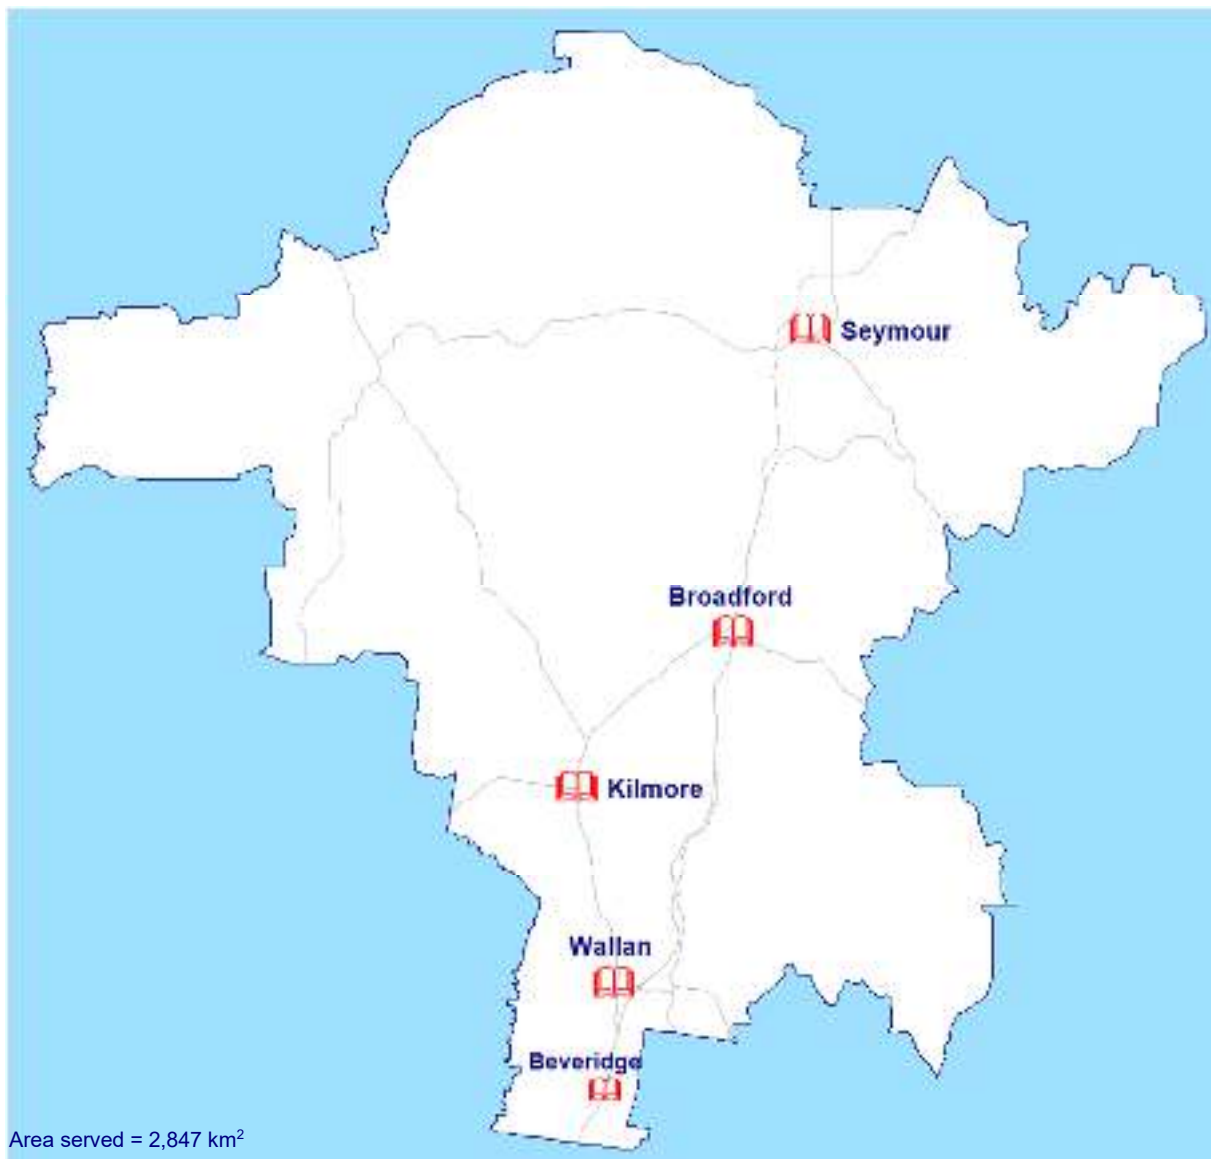 Seymour
Broadford
Kilmore
Wallan
Beveridge
Area served = 2,847 km²